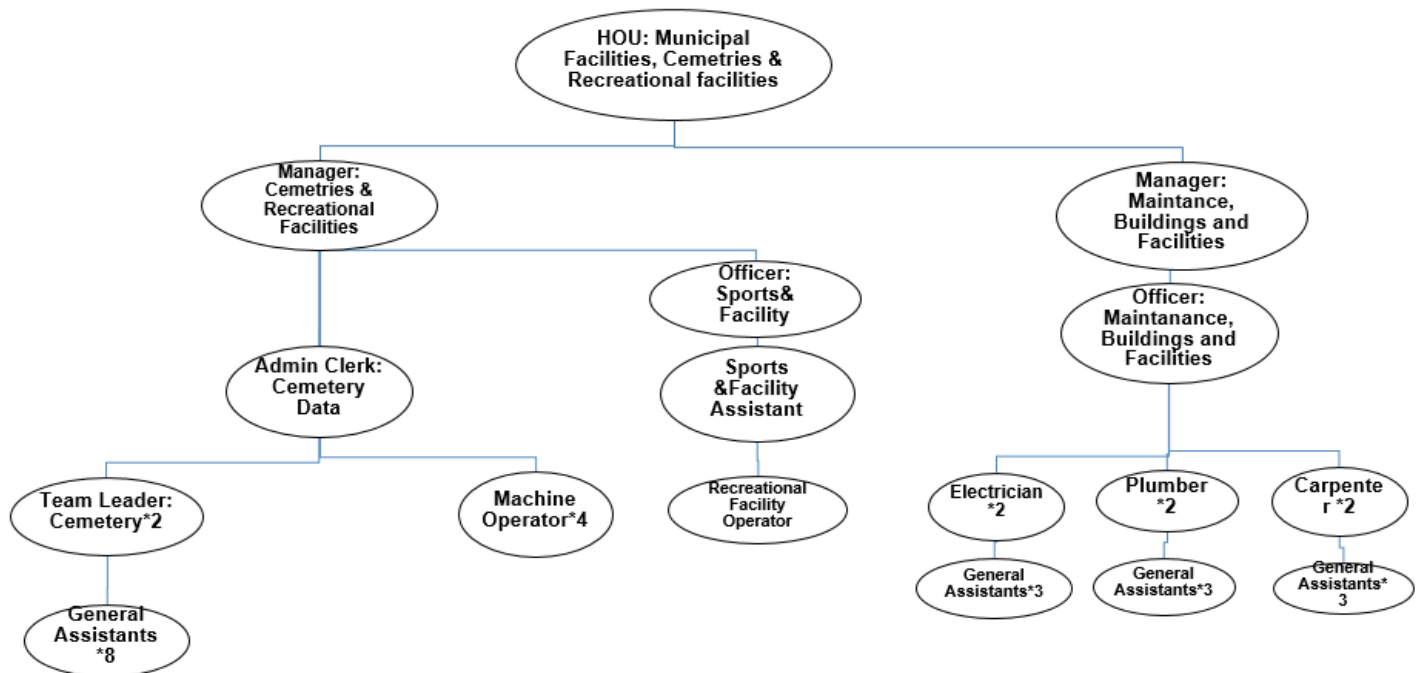 HOU: Municipal
Facilities, Cemetries &
Recreational facilities
Manager:
Cemetries &
Recreational
Facilities
Manager:
Maintance,
Buildings and
Facilities
Officer:
Sports&
Facility
Officer:
Maintanance,
Buildings and
Facilities
Admin Clerk:
Cemetery
Data
Sports
&Facility
Assistant
Team Leader:
Cemetery*2
Machine
Operator*4
Recreational
Facility
Operator
Electrician
*2
Plumber
*2
Carpente
r *2
General
Assistants
*8
General
Assistants*3
General
Assistants*3
General
Assistants*
3